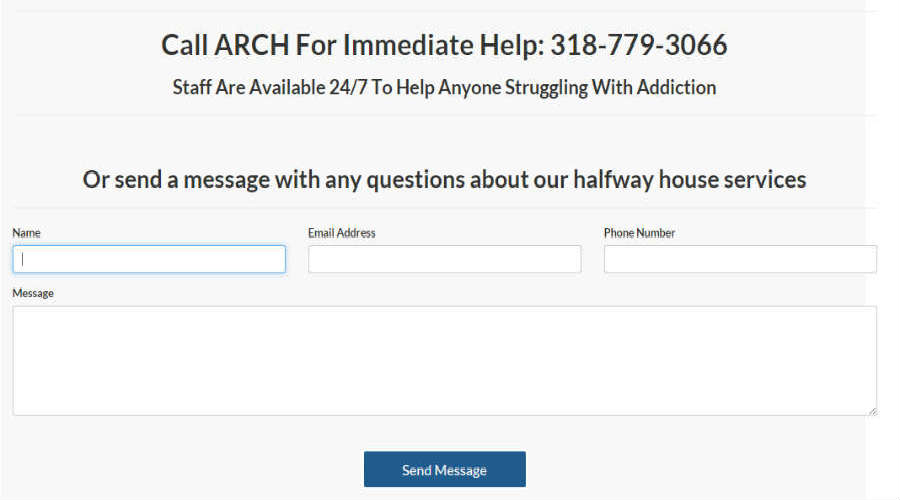 Call ARCH For Immediate Help: 318-779-3066
Staff Are Available 24/7 To Help Anyone Struggling With Addiction
Or send a message with any questions about our halfway house services
Name
Email Address
Phone Number
Message
Send Message